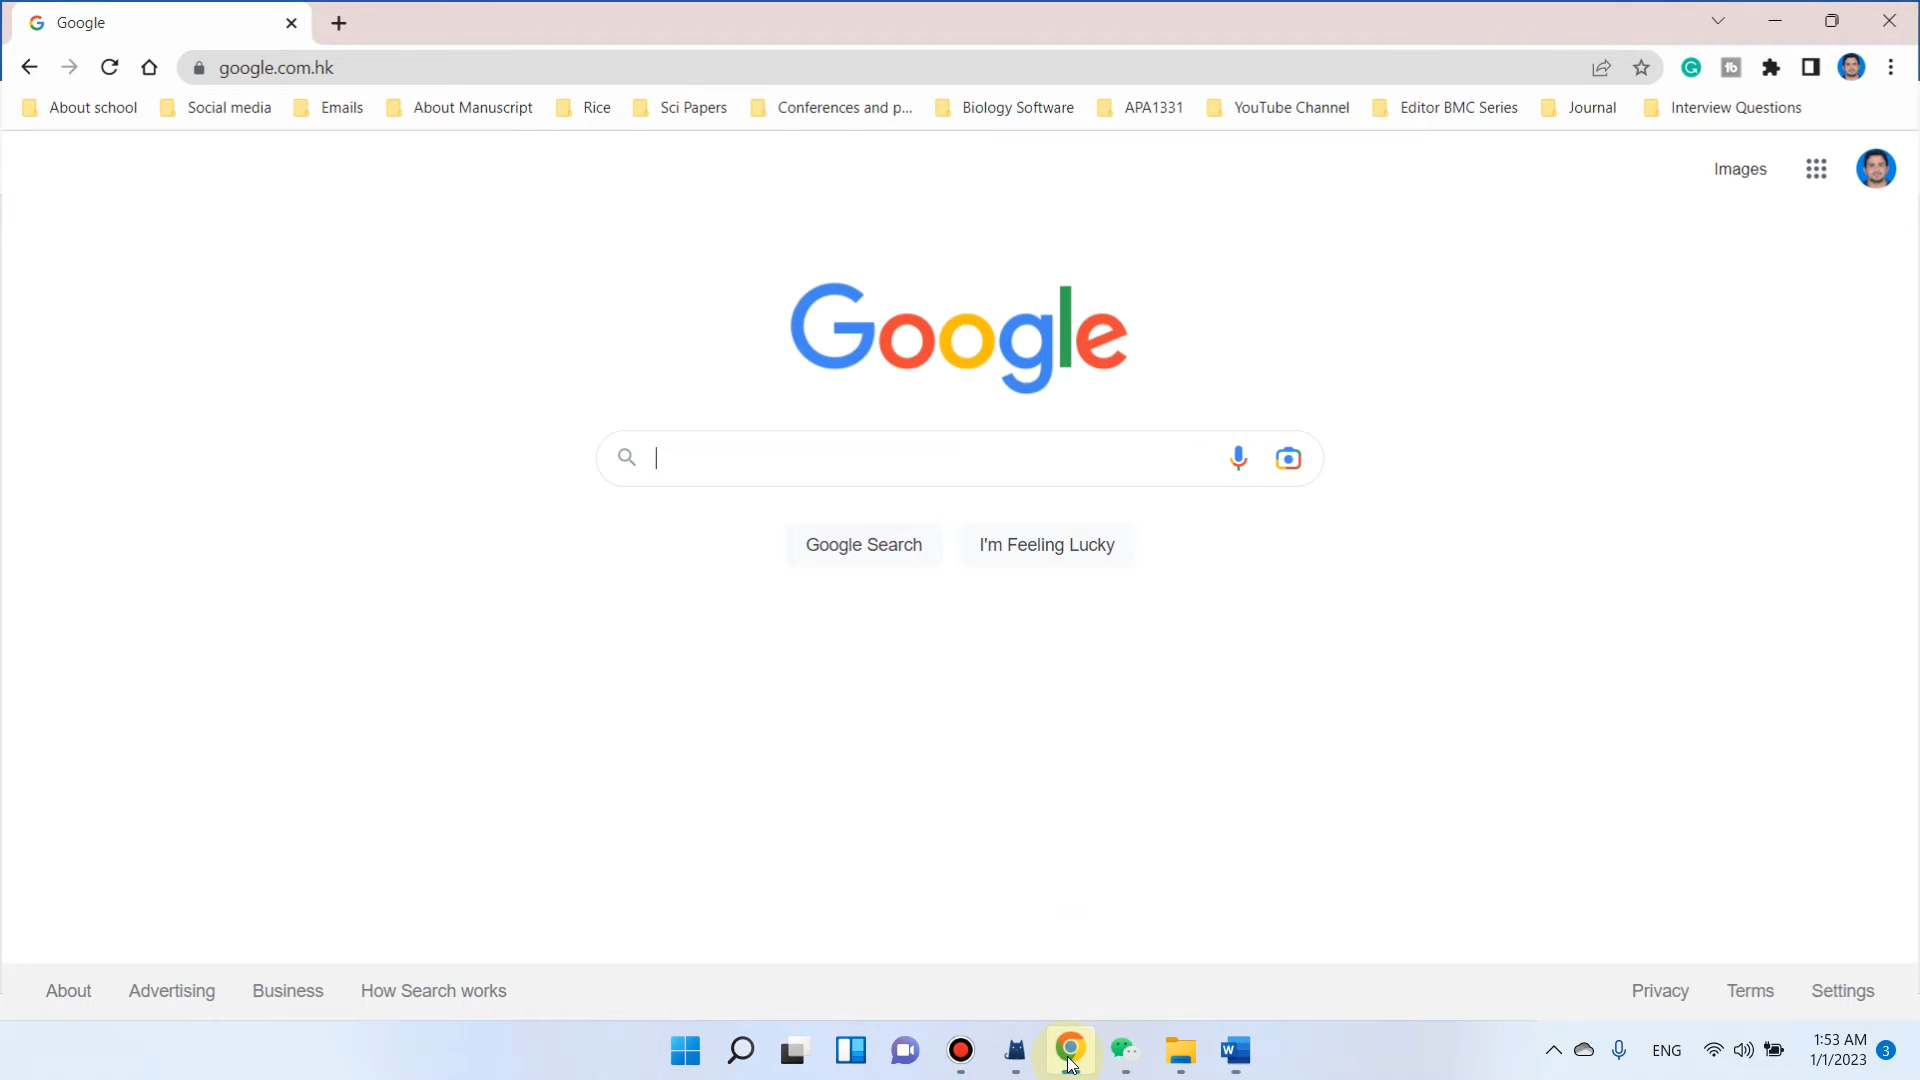 Google
google.com.hk
About school Social media Emails About Manuscript Rice Sci Papers Conferences and p... Biology Software APA1331 YouTube Channel Editor BMC Series Journal Interview Questions
Images
Google
Google Search I'm Feeling Lucky
About Advertising Business How Search works Privacy Terms Settings
ENG 1:53 AM
1/1/2023 3